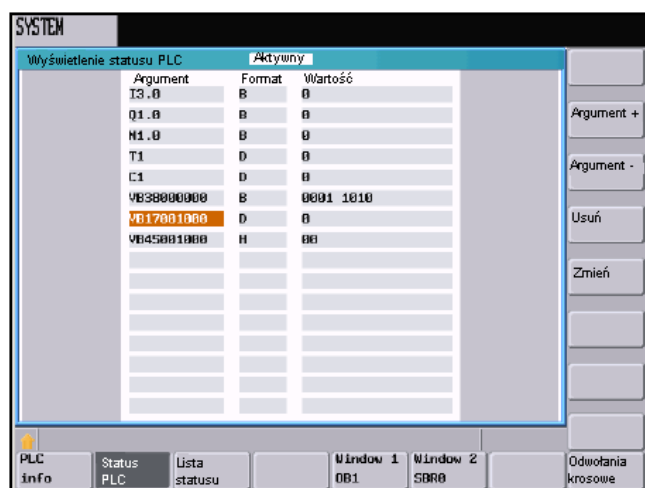 SYSTEM
Wyświetlenie statusu PLC Aktywny
Argument Format Wartość
I3.0 B 0
Q1.0 B 0
M1.0 B 0
T1 D 0
C1 D 0
VB38000000 B 0001 1010
VB17001000 D 0
VB45001000 H 00
Argument +
Argument -
Usuń
Zmień
PLC info
Status PLC
Lista statusu
Window 1 OB1
Window 2 SBR0
Odwołania krosowe